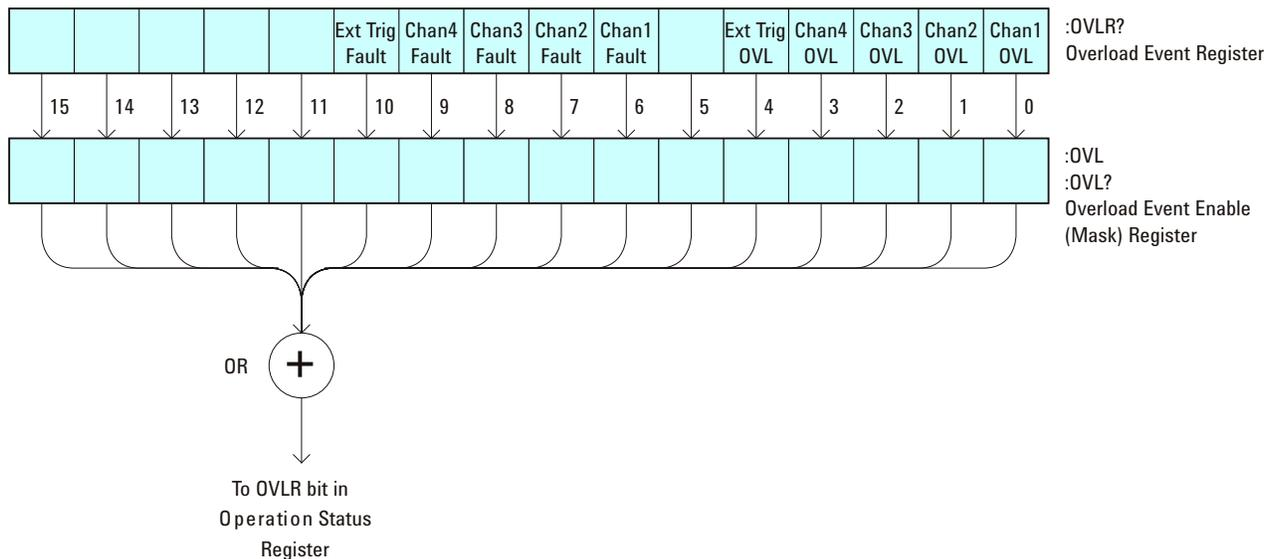 Ext Trig Fault
Chan4 Fault
Chan3 Fault
Chan2 Fault
Chan1 Fault
Ext Trig OVL
Chan4 OVL
Chan3 OVL
Chan2 OVL
Chan1 OVL
:OVLR?
Overload Event Register
15 14 13 12 11 10 9 8 7 6 5 4 3 2 1 0
:OVL
:OVL?
Overload Event Enable
(Mask) Register
OR +
To OVLR bit in
Operation Status
Register